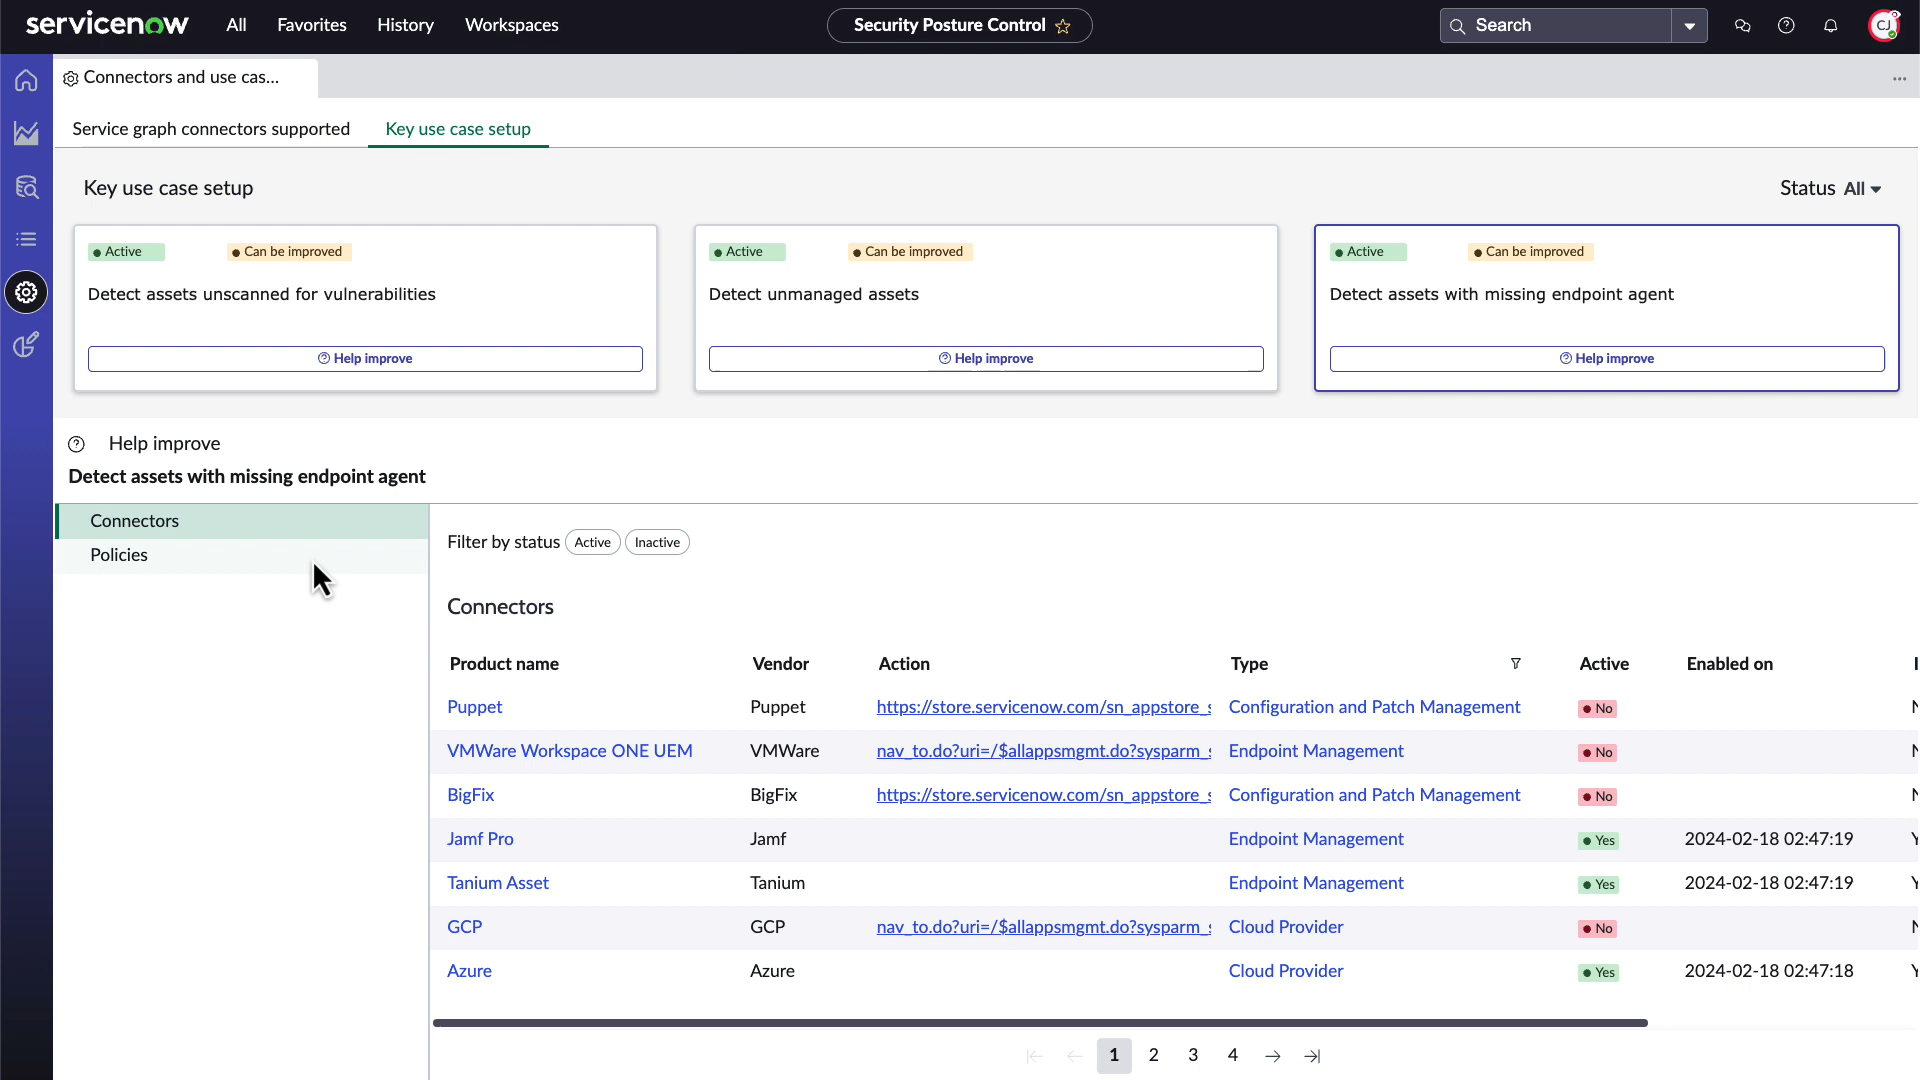 servicenow All Favorites History Workspaces Security Posture Control Search CJ
Connectors and use cas...
Service graph connectors supported Key use case setup
Key use case setup Status All
Active Can be improved Active Can be improved Active Can be improved
Detect assets unscanned for vulnerabilities Detect unmanaged assets Detect assets with missing endpoint agent
Help improve Help improve Help improve
Help improve
Detect assets with missing endpoint agent
Connectors
Policies
Filter by status Active Inactive
Connectors
Product name Vendor Action Type Active Enabled on
Puppet Puppet https://store.servicenow.com/sn_appstore_s Configuration and Patch Management No
VMWare Workspace ONE UEM VMWare nav_to.do?uri=/$allappsmgmt.do?sysparm_s Endpoint Management No
BigFix BigFix https://store.servicenow.com/sn_appstore_s Configuration and Patch Management No
Jamf Pro Jamf Endpoint Management Yes 2024-02-18 02:47:19
Tanium Asset Tanium Endpoint Management Yes 2024-02-18 02:47:19
GCP GCP nav_to.do?uri=/$allappsmgmt.do?sysparm_s Cloud Provider No
Azure Azure Cloud Provider Yes 2024-02-18 02:47:18
1 2 3 4